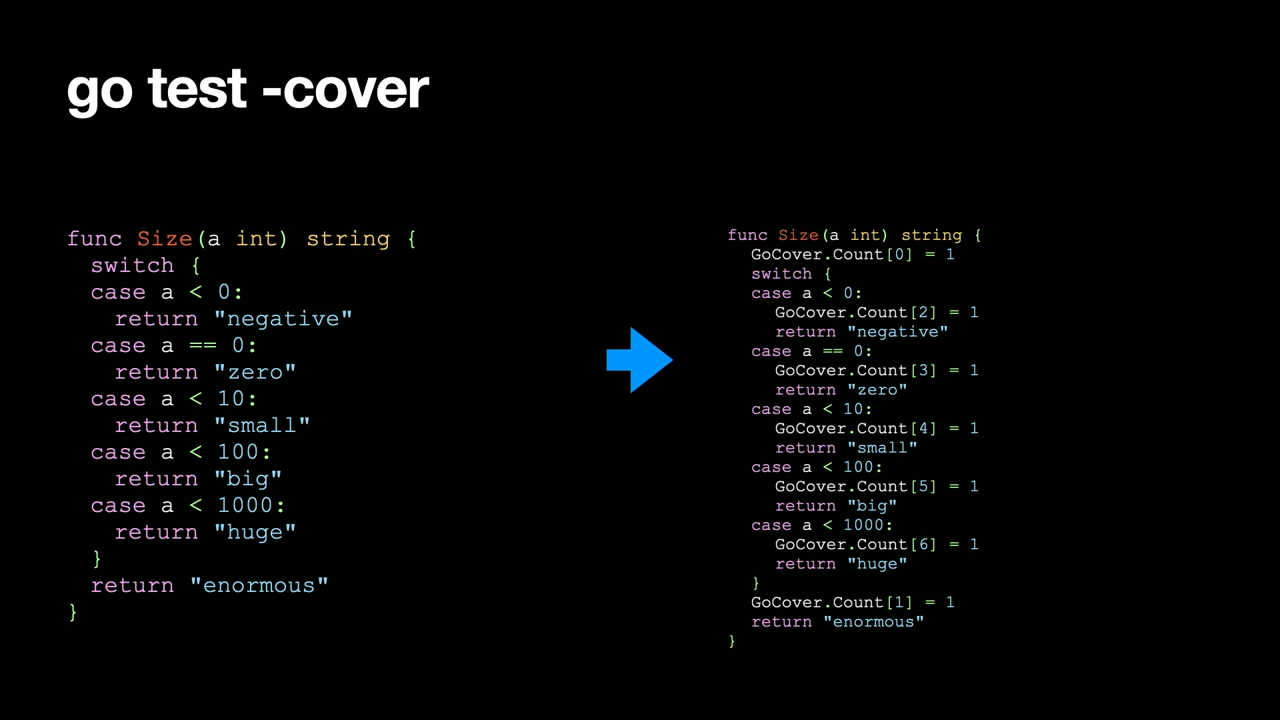 go test -cover
func Size(a int) string {
  switch {
  case a < 0:
    return "negative"
  case a == 0:
    return "zero"
  case a < 10:
    return "small"
  case a < 100:
    return "big"
  case a < 1000:
    return "huge"
  }
  return "enormous"
}
func Size(a int) string {
  GoCover.Count[0] = 1
  switch {
  case a < 0:
    GoCover.Count[2] = 1
    return "negative"
  case a == 0:
    GoCover.Count[3] = 1
    return "zero"
  case a < 10:
    GoCover.Count[4] = 1
    return "small"
  case a < 100:
    GoCover.Count[5] = 1
    return "big"
  case a < 1000:
    GoCover.Count[6] = 1
    return "huge"
  }
  GoCover.Count[1] = 1
  return "enormous"
}